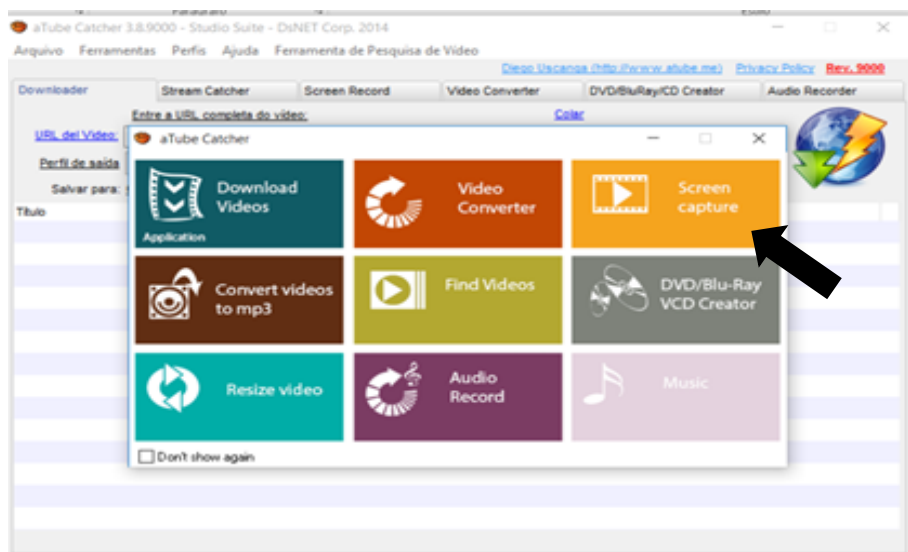 aTube Catcher 3.8.9000 - Studio Suite - DsNET Corp. 2014
Arquivo Ferramentas Perfis Ajuda Ferramenta de Pesquisa de Vídeo
Diego Uscanga (http://www.atube.me) Privacy Policy Rev. 9000
Downloader Stream Catcher Screen Record Video Converter DVD/BluRay/CD Creator Audio Recorder
Entre a URL completa do vídeo: Colar
URL del Video:
Perfil de saída
Salvar para:
Título
aTube Catcher
Download Videos
Application
Video Converter
Screen capture
Convert videos to mp3
Find Videos
DVD/Blu-Ray VCD Creator
Resize video
Audio Record
Music
Don't show again